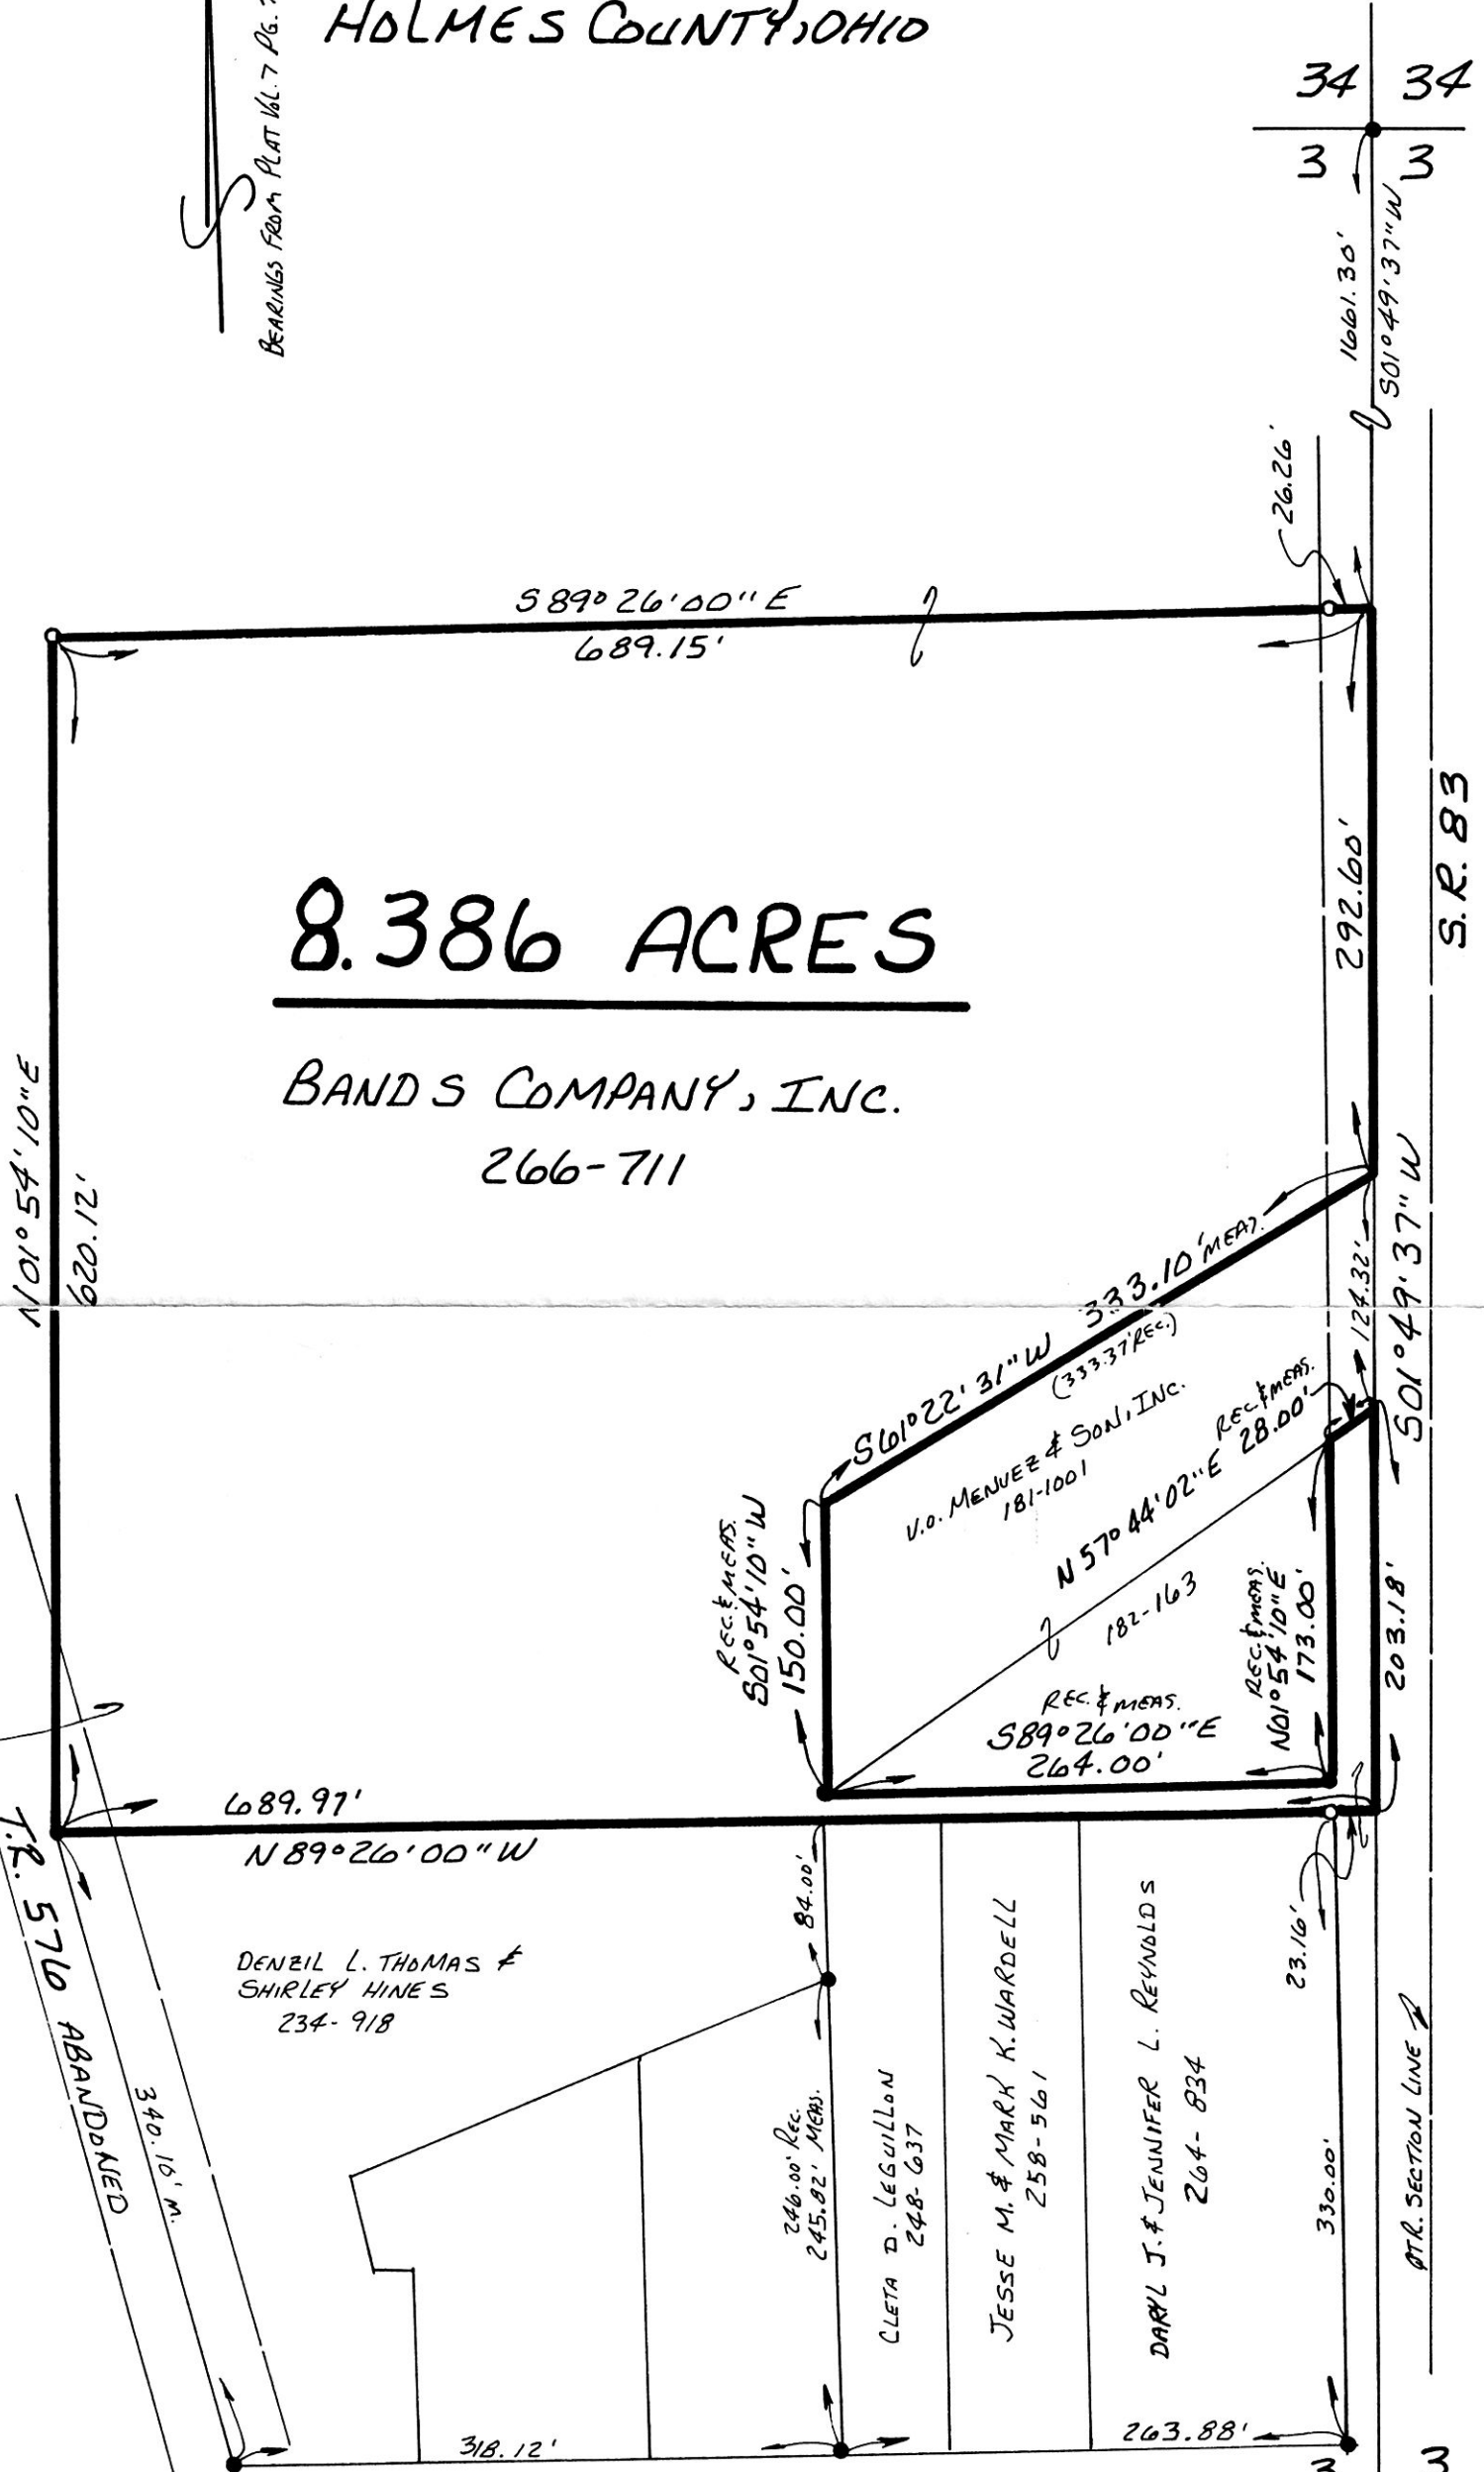 HOLMES COUNTY, OHIO
BEARINGS FROM PLAT VOL. 7 PG.
34 34
3 3
1661.30'
S01°49'37"W
26.26'
S89°26'00"E
689.15'
292.60'
S.R. 83
8.386 ACRES
BANDS COMPANY, INC.
266-711
N01°54'10"E
620.12'
S61°22'31"W 333.10' MEAS.
(333.37' REC.)
124.32'
S01°49'37"W
V.O. MENUEZ & SON, INC.
181-1001
REC. & MEAS.
N57°44'02"E 28.00'
182-163
REC. & MEAS.
S01°54'10"W
150.00'
REC. & MEAS.
N01°54'10"E
173.00'
203.18'
REC. & MEAS.
S89°26'00"E
264.00'
689.97'
N89°26'00"W
T.R. 576 ABANDONED
340.16' M.
DENZIL L. THOMAS &
SHIRLEY HINES
234-918
84.00'
246.00' REC.
245.82' MEAS.
CLETA D. LEGUILLON
248-637
JESSE M. & MARK K. WARDELL
258-561
DARYL J. & JENNIFER L. REYNOLDS
264-834
23.16'
330.00'
QTR. SECTION LINE
318.12'
263.88'
3 3